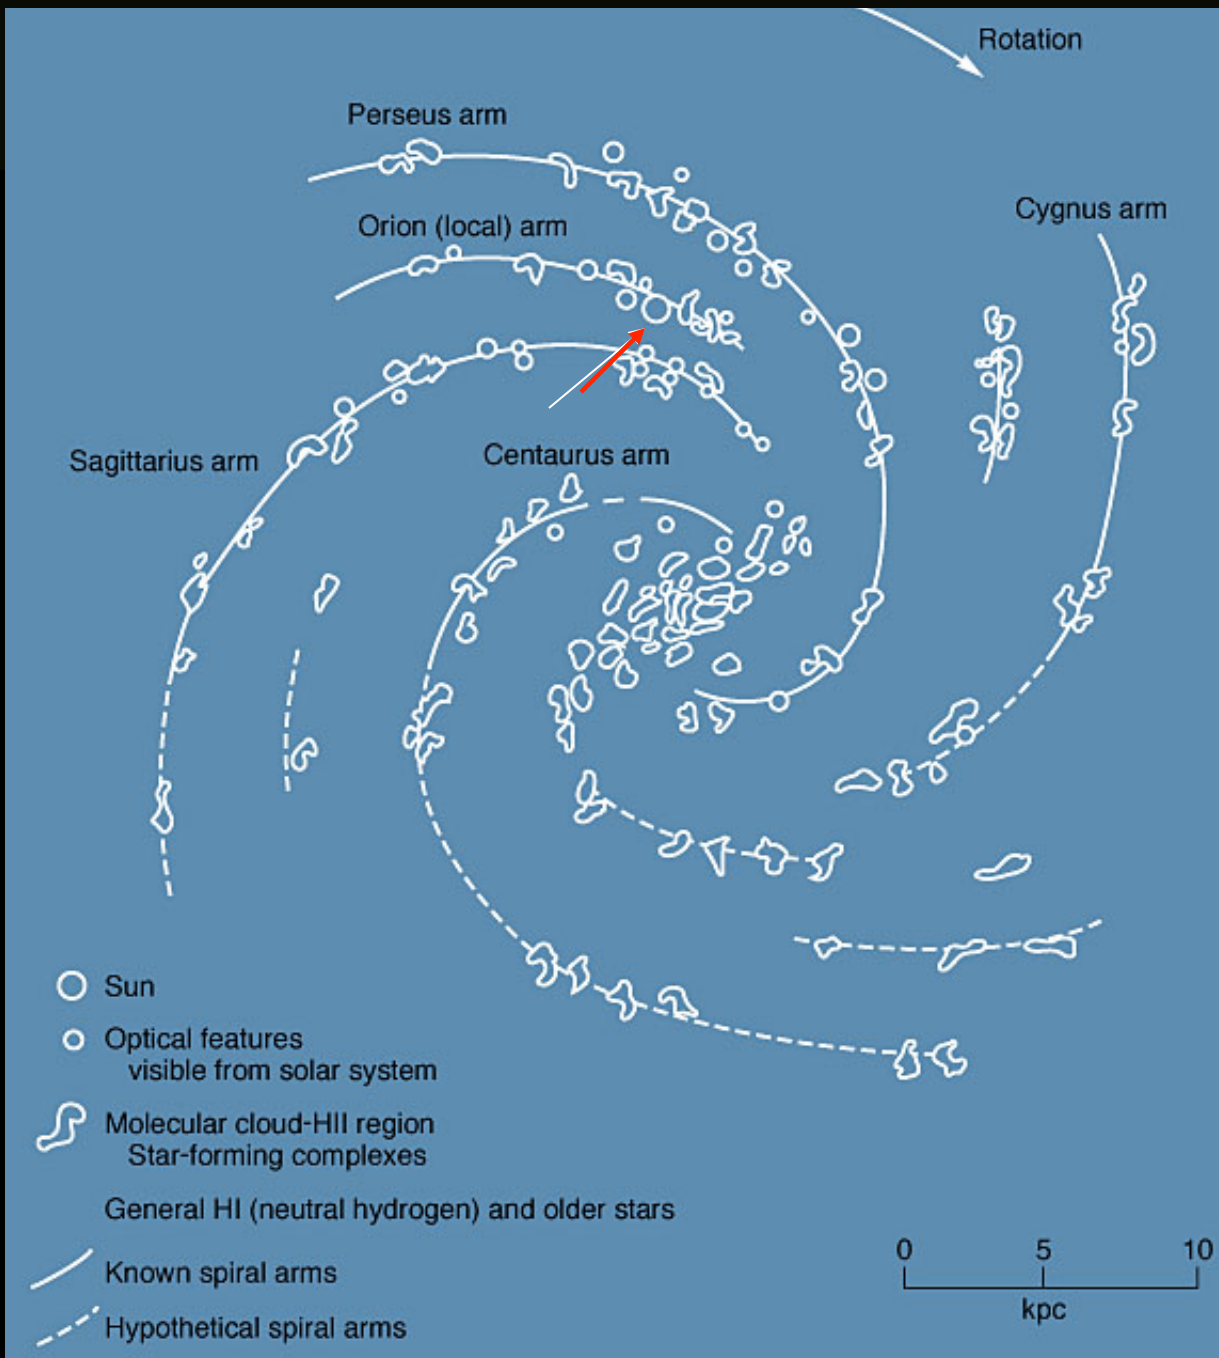 Rotation
Perseus arm
Cygnus arm
Orion (local) arm
Sagittarius arm
Centaurus arm
Sun
Optical features
visible from solar system
Molecular cloud-HII region
Star-forming complexes
General HI (neutral hydrogen) and older stars
Known spiral arms
Hypothetical spiral arms
0 5 10
kpc